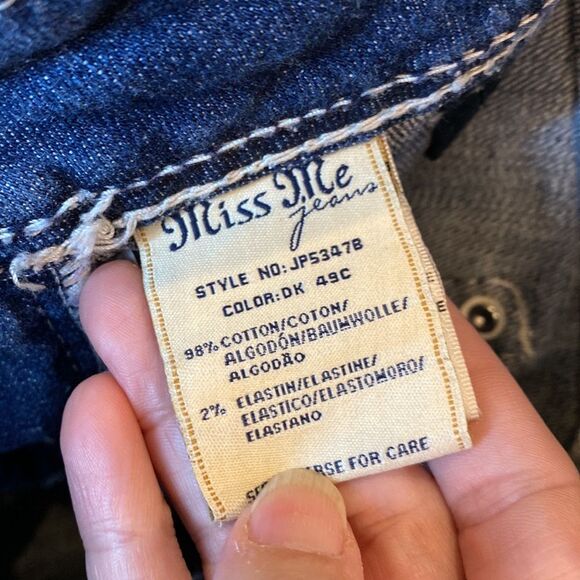 Miss Me
jeans
STYLE NO:JP5347B
COLOR:DK 49C
98% COTTON/COTON/
ALGODÓN/BAUMWOLLE/
ALGODÃO
2% ELASTIN/ELASTINE/
ELASTICO/ELASTOMORO/
ELASTANO
FOR CARE
E